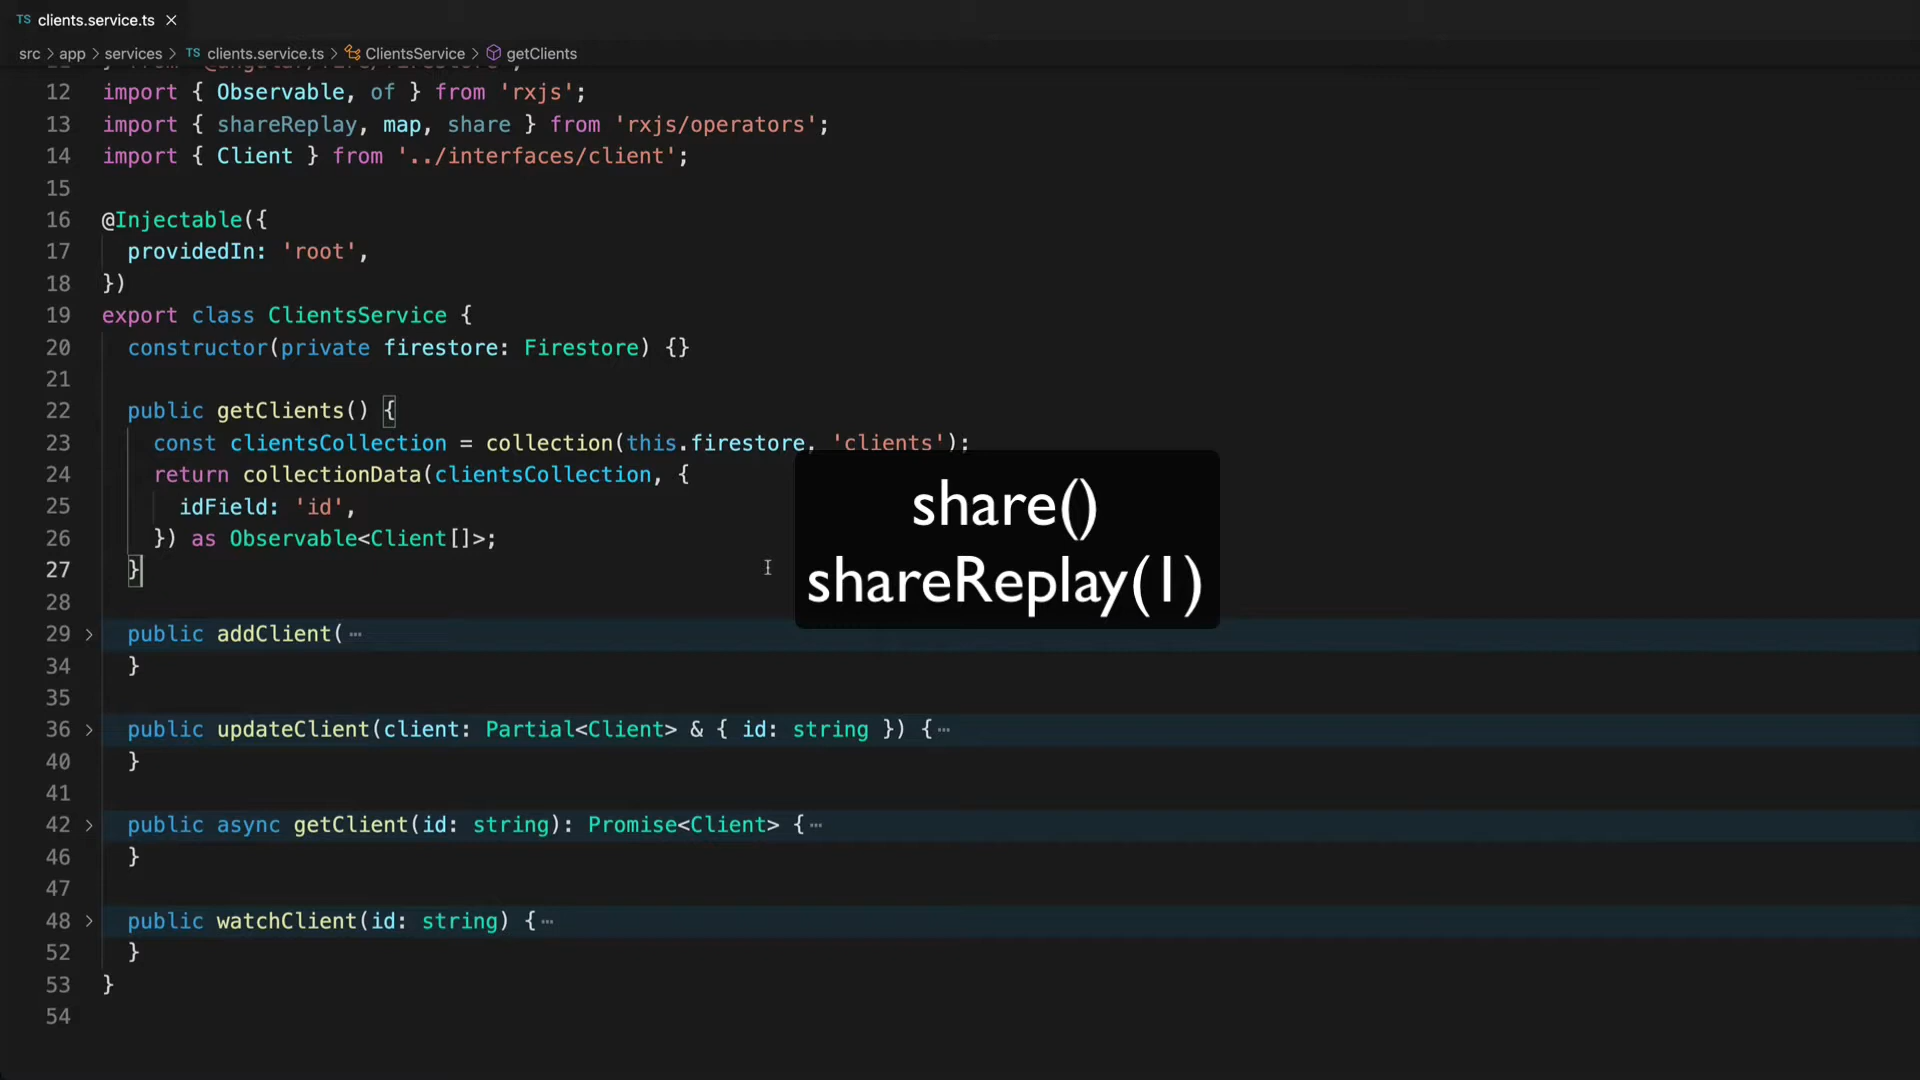 TS clients.service.ts ×
src > app > services > TS clients.service.ts > ClientsService > getClients
12 import { Observable, of } from 'rxjs';
13 import { shareReplay, map, share } from 'rxjs/operators';
14 import { Client } from '../interfaces/client';
15
16 @Injectable({
17 providedIn: 'root',
18 })
19 export class ClientsService {
20 constructor(private firestore: Firestore) {}
21
22 public getClients() {
23 const clientsCollection = collection(this.firestore, 'clients');
24 return collectionData(clientsCollection, {
25 idField: 'id',
26 }) as Observable<Client[]>;
27 }
28
share()
shareReplay(1)
29 > public addClient( ⋯
34 }
35
36 > public updateClient(client: Partial<Client> & { id: string }) { ⋯
40 }
41
42 > public async getClient(id: string): Promise<Client> { ⋯
46 }
47
48 > public watchClient(id: string) { ⋯
52 }
53 }
54